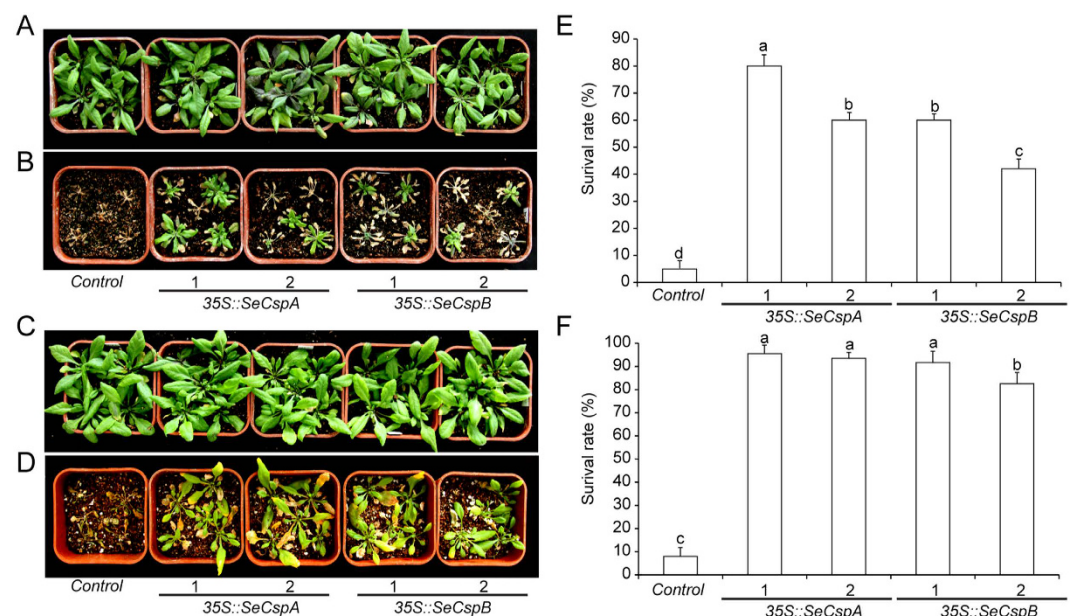 A
B
Control 1 2 1 2
35S::SeCspA 35S::SeCspB
C
D
Control 1 2 1 2
35S::SeCspA 35S::SeCspB
E
Surival rate (%)
90
80
70
60
50
40
30
20
10
0
d a b b c
Control 1 2 1 2
35S::SeCspA 35S::SeCspB
F
Surival rate (%)
100
90
80
70
60
50
40
30
20
10
0
c a a a b
Control 1 2 1 2
35S::SeCspA 35S::SeCspB